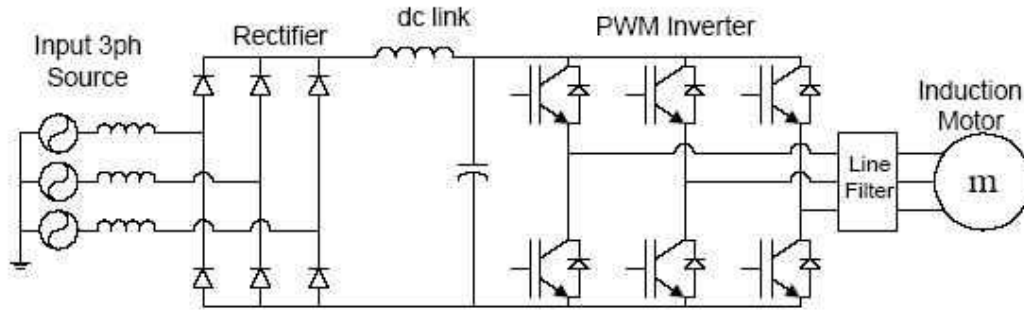 Input 3ph
Source
Rectifier
dc link
PWM Inverter
Induction
Motor
Line
Filter
m